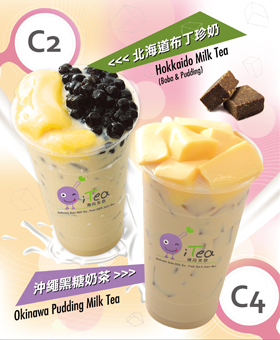 C2
<<< 北海道布丁珍奶
Hokkaido Milk Tea
(Boba & Pudding)
iTea
iTea
沖繩黑糖奶茶 >>>
Okinawa Pudding Milk Tea
C4